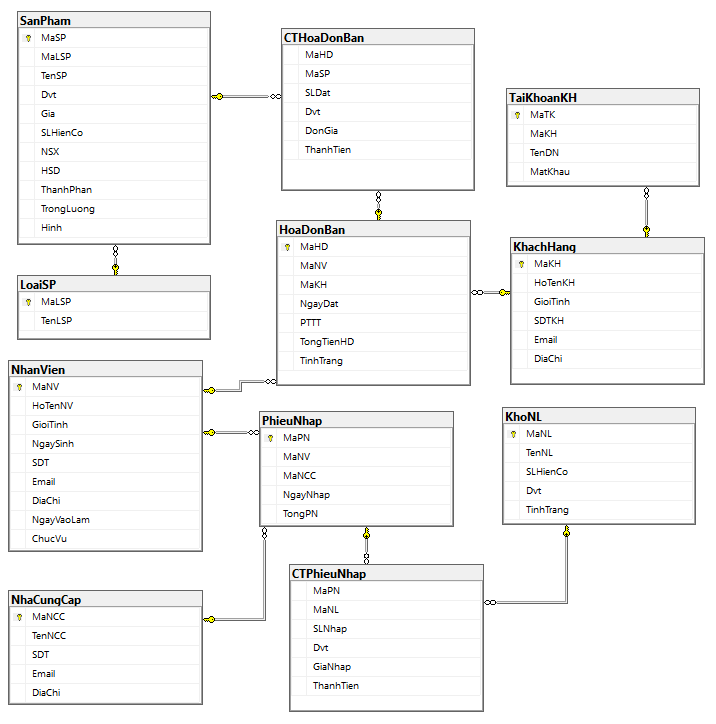 SanPham
MaSP
MaLSP
TenSP
Dvt
Gia
SLHienCo
NSX
HSD
ThanhPhan
TrongLuong
Hinh
CTHoaDonBan
MaHD
MaSP
SLDat
Dvt
DonGia
ThanhTien
TaiKhoanKH
MaTK
MaKH
TenDN
MatKhau
LoaiSP
MaLSP
TenLSP
HoaDonBan
MaHD
MaNV
MaKH
NgayDat
PTTT
TongTienHD
TinhTrang
KhachHang
MaKH
HoTenKH
GioiTinh
SDTKH
Email
DiaChi
NhanVien
MaNV
HoTenNV
GioiTinh
NgaySinh
SDT
Email
DiaChi
NgayVaoLam
ChucVu
PhieuNhap
MaPN
MaNV
MaNCC
NgayNhap
TongPN
KhoNL
MaNL
TenNL
SLHienCo
Dvt
TinhTrang
NhaCungCap
MaNCC
TenNCC
SDT
Email
DiaChi
CTPhieuNhap
MaPN
MaNL
SLNhap
Dvt
GiaNhap
ThanhTien